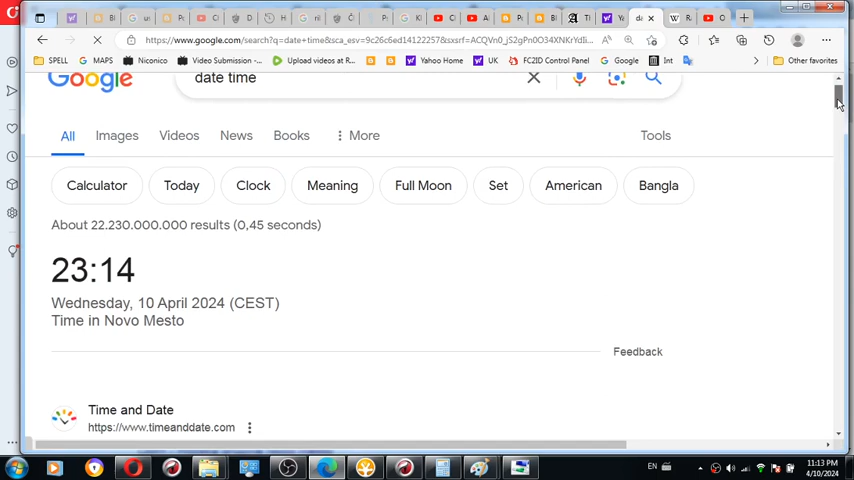 https://www.google.com/search?q=date+time&sca_esv=9c26c6ed14122257&sxsrf=ACQVn0_jS2gPn0O34XNKrYdIi...
SPELL MAPS Niconico Video Submission -... Upload videos at R... Yahoo Home UK FC2ID Control Panel Google Int Other favorites
Google date time
All Images Videos News Books More Tools
Calculator Today Clock Meaning Full Moon Set American Bangla
About 22.230.000.000 results (0,45 seconds)
23:14
Wednesday, 10 April 2024 (CEST)
Time in Novo Mesto
Feedback
Time and Date
https://www.timeanddate.com
EN 11:13 PM
4/10/2024